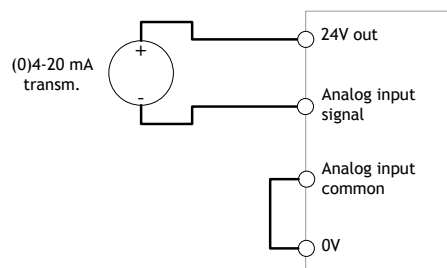 24V out
(0)4-20 mA
transm.
+
-
Analog input
signal
Analog input
common
0V